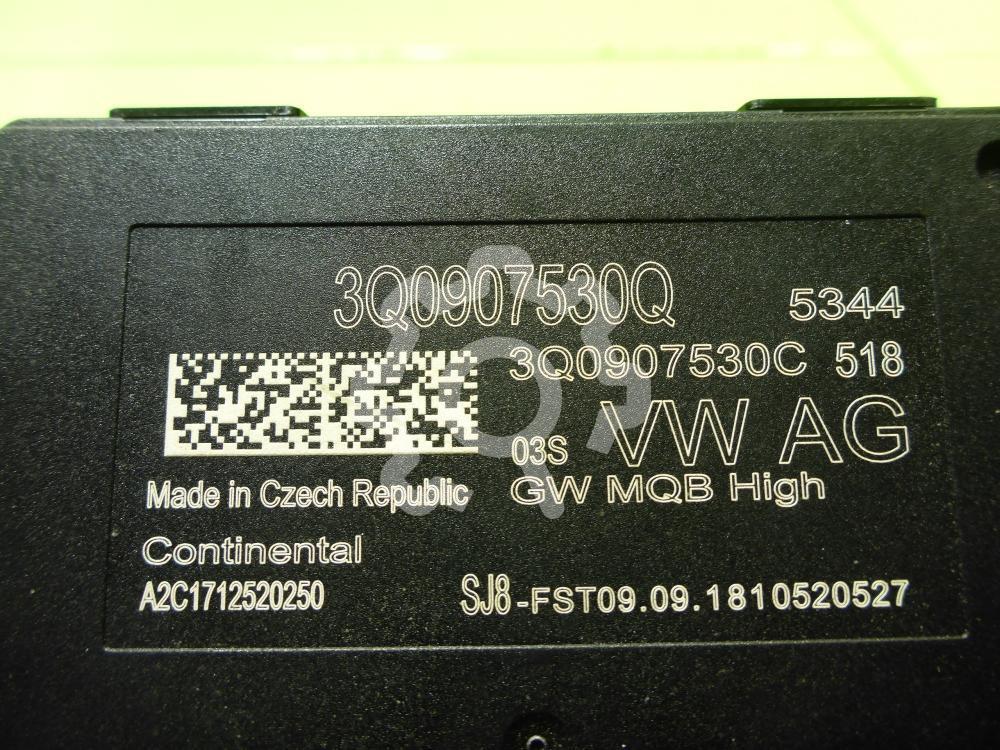 3Q0907530Q 5344
3Q0907530C 518
03S VW AG
Made in Czech Republic GW MQB High
Continental
A2C1712520250 SJ8-FST09.09.1810520527